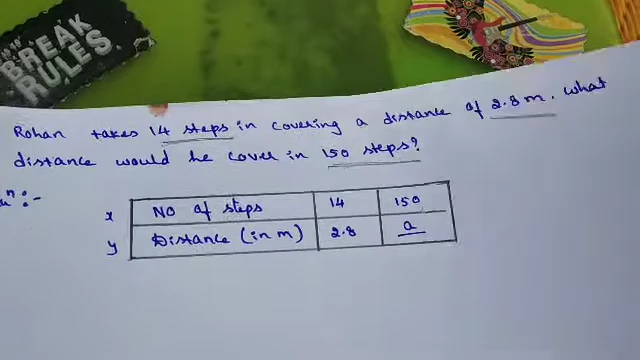 BREAK
RULES
Rohan takes 14 steps in covering a distance of 2.8 m. what
distance would he cover in 150 steps?
x No of steps 14 150
y Distance (in m) 2.8 a